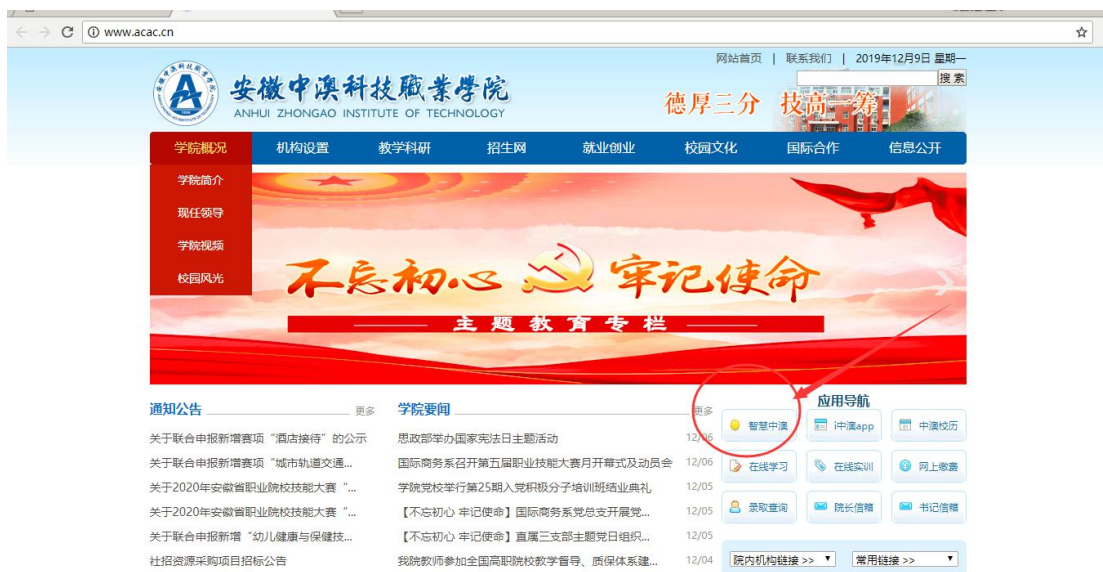 www.acac.cn
网站首页 | 联系我们 | 2019年12月9日 星期一
搜索
安徽中澳科技職業學院
ANHUI ZHONGAO INSTITUTE OF TECHNOLOGY
德厚三分 技高一筹
学院概况 机构设置 教学科研 招生网 就业创业 校园文化 国际合作 信息公开
学院简介
现任领导
学院视频
校园风光
不忘初心 牢记使命
主题教育专栏
通知公告 更多
关于联合申报新增赛项“酒店接待”的公示
关于联合申报新增赛项“城市轨道交通...
关于2020年安徽省职业院校技能大赛“...
关于2020年安徽省职业院校技能大赛“...
关于联合申报新增“幼儿健康与保健技...
社招资源采购项目招标公告
学院要闻 更多
思政部举办国家宪法日主题活动 12/06
国际商务系召开第五届职业技能大赛月开幕式及动员会 12/06
学院党校举行第25期入党积极分子培训班结业典礼 12/05
【不忘初心 牢记使命】国际商务系党总支开展党... 12/05
【不忘初心 牢记使命】直属三支部主题党日组织... 12/05
我院教师参加全国高职院校教学督导、质保体系建... 12/04
应用导航
智慧中澳 i中澳app 中澳校历
在线学习 在线实训 网上缴费
录取查询 院长信箱 书记信箱
院内机构链接 >> 常用链接 >>